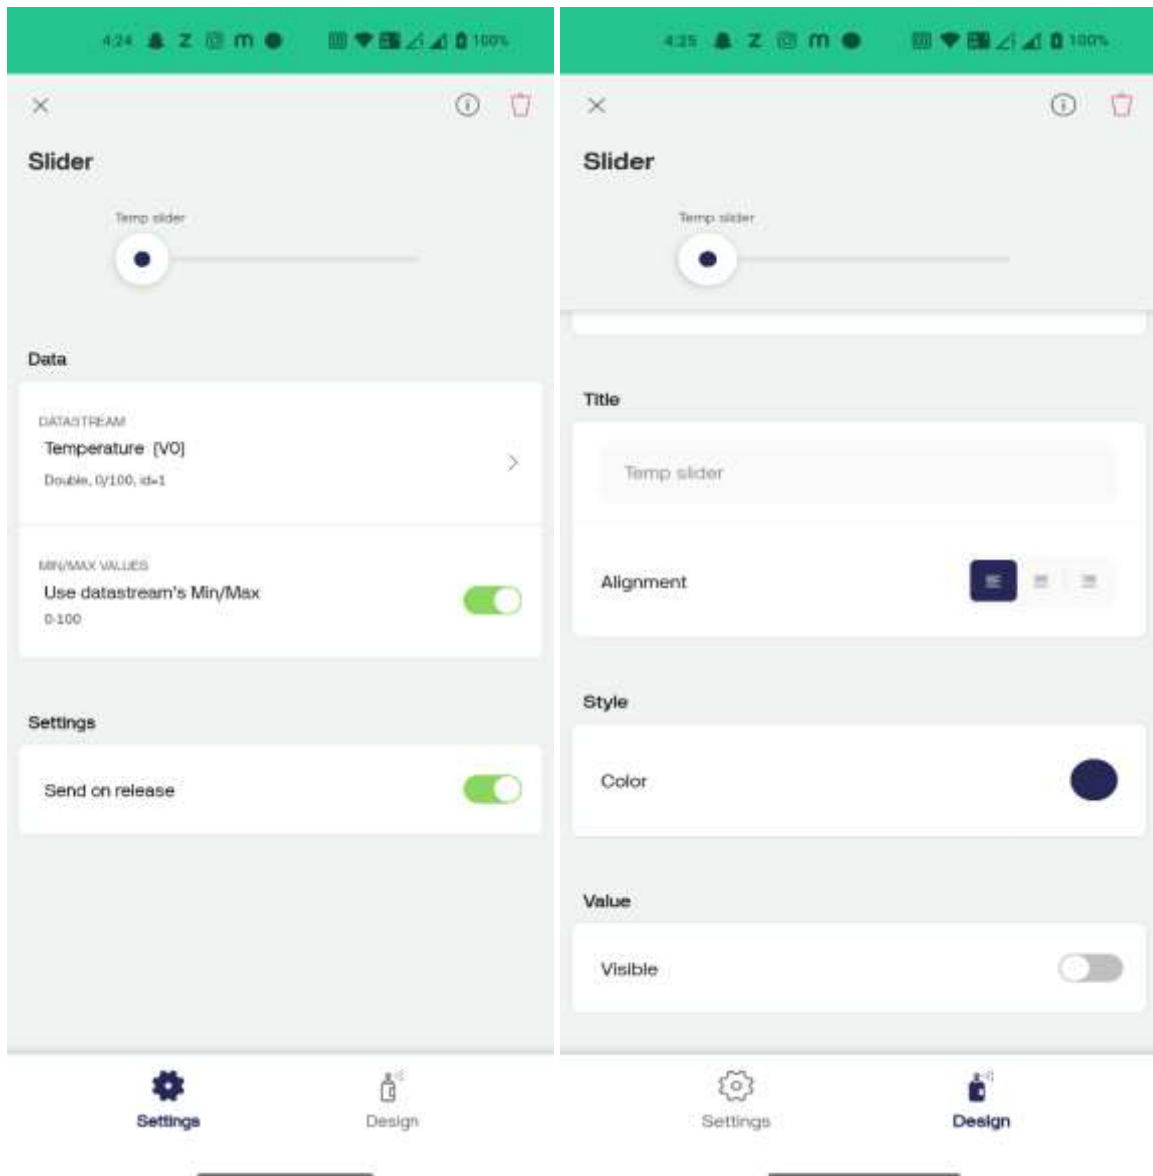 4:24 Z m 100%
Slider
Temp slider
Data
DATASTREAM
Temperature (V0)
Double, 0/100, id=1
MIN/MAX VALUES
Use datastream's Min/Max
0-100
Settings
Send on release
Settings
Design
4:25 Z m 100%
Slider
Temp slider
Title
Temp slider
Alignment
Style
Color
Value
Visible
Settings
Design